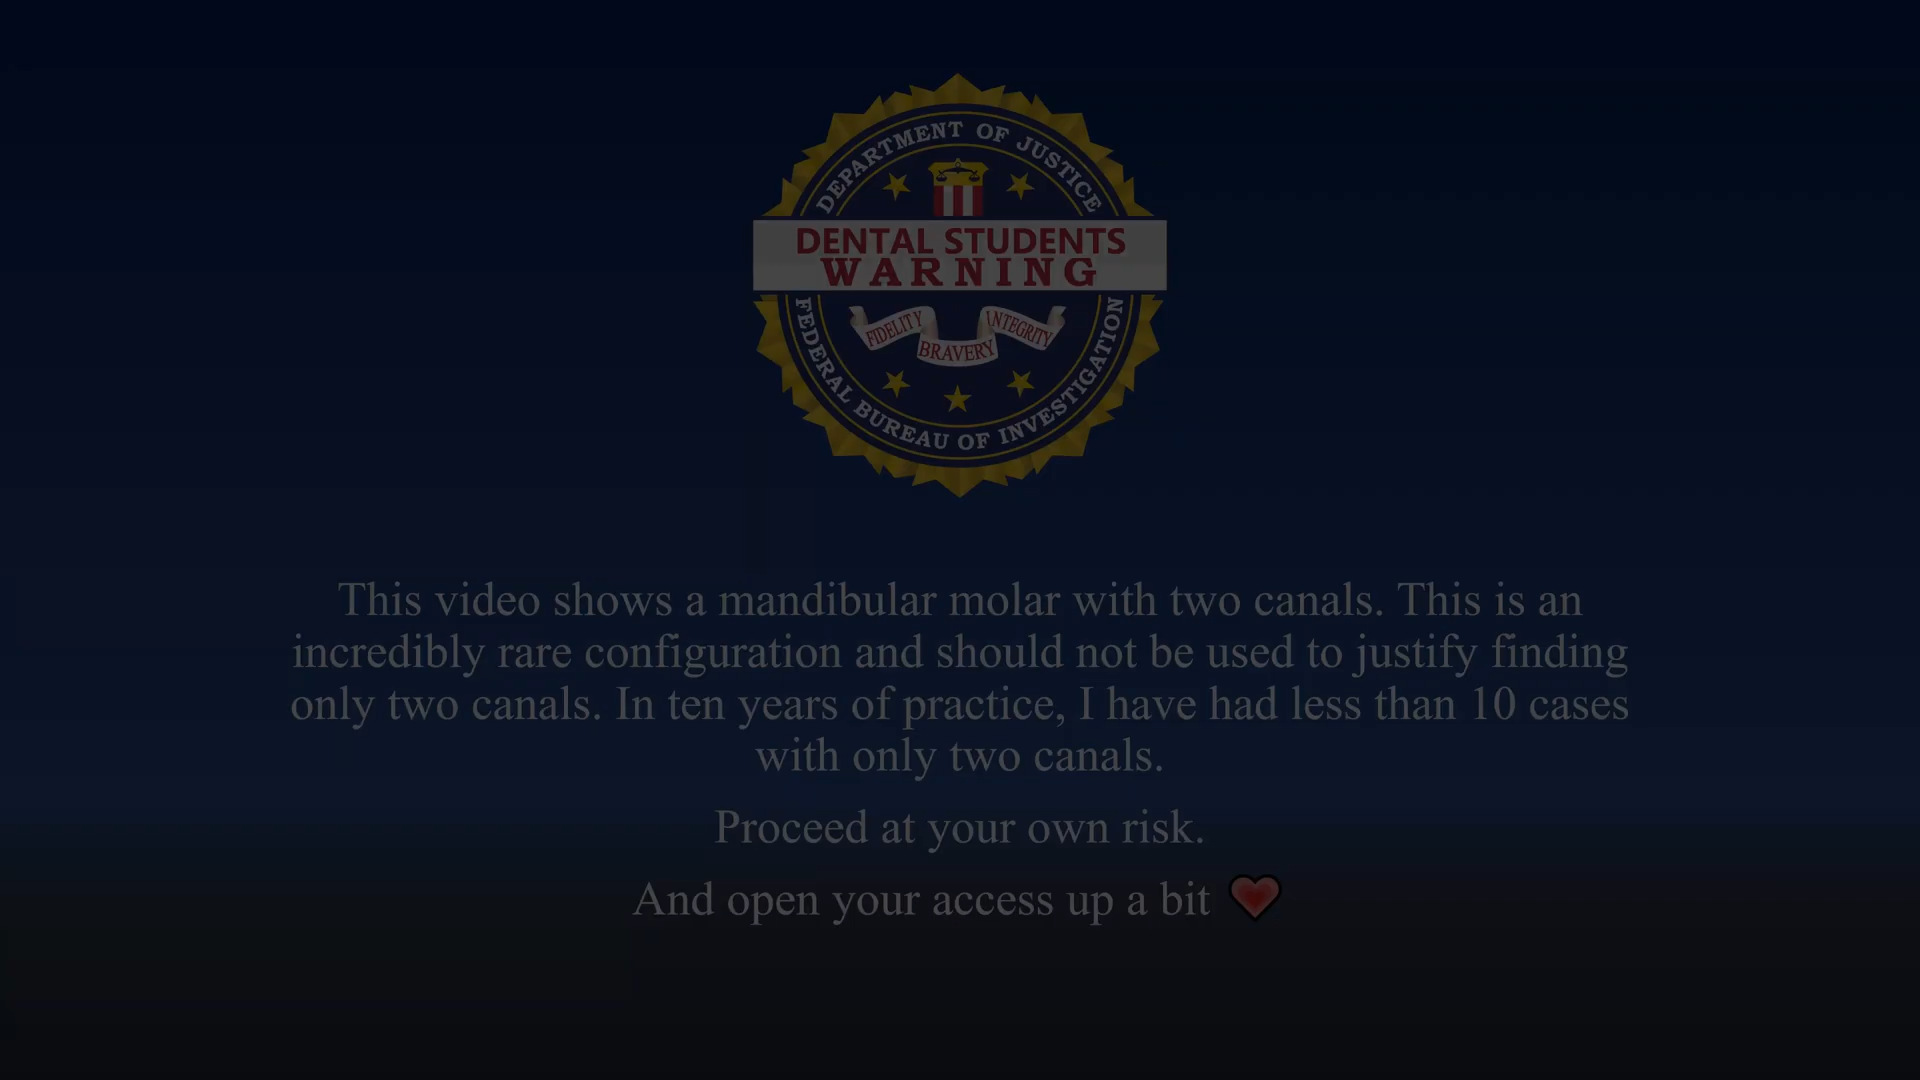 DEPARTMENT OF JUSTICE
DENTAL STUDENTS
WARNING
FIDELITY
BRAVERY
INTEGRITY
FEDERAL BUREAU OF INVESTIGATION
This video shows a mandibular molar with two canals. This is an
incredibly rare configuration and should not be used to justify finding
only two canals. In ten years of practice, I have had less than 10 cases
with only two canals.
Proceed at your own risk.
And open your access up a bit